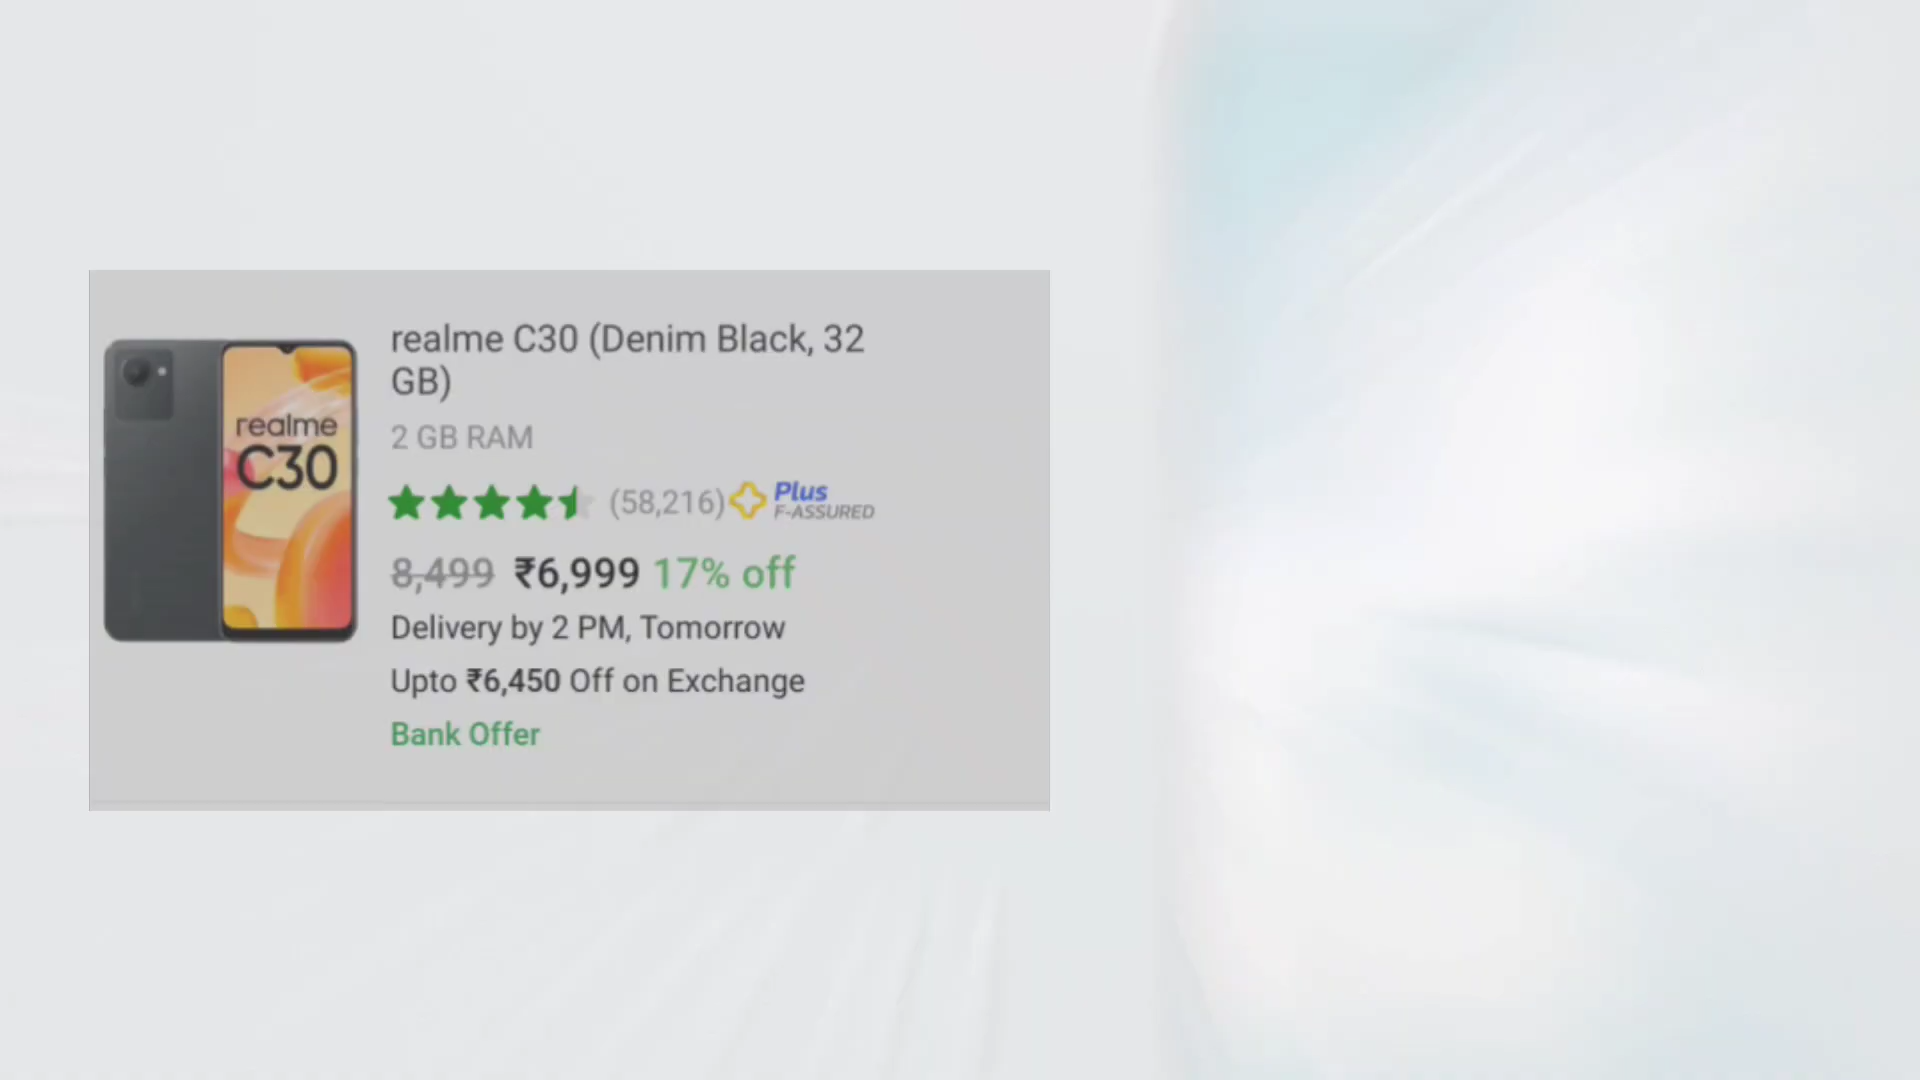 realme C30 (Denim Black, 32
GB)
2 GB RAM
(58,216) Plus
F-ASSURED
8,499 ₹6,999 17% off
Delivery by 2 PM, Tomorrow
Upto ₹6,450 Off on Exchange
Bank Offer
realme
C30